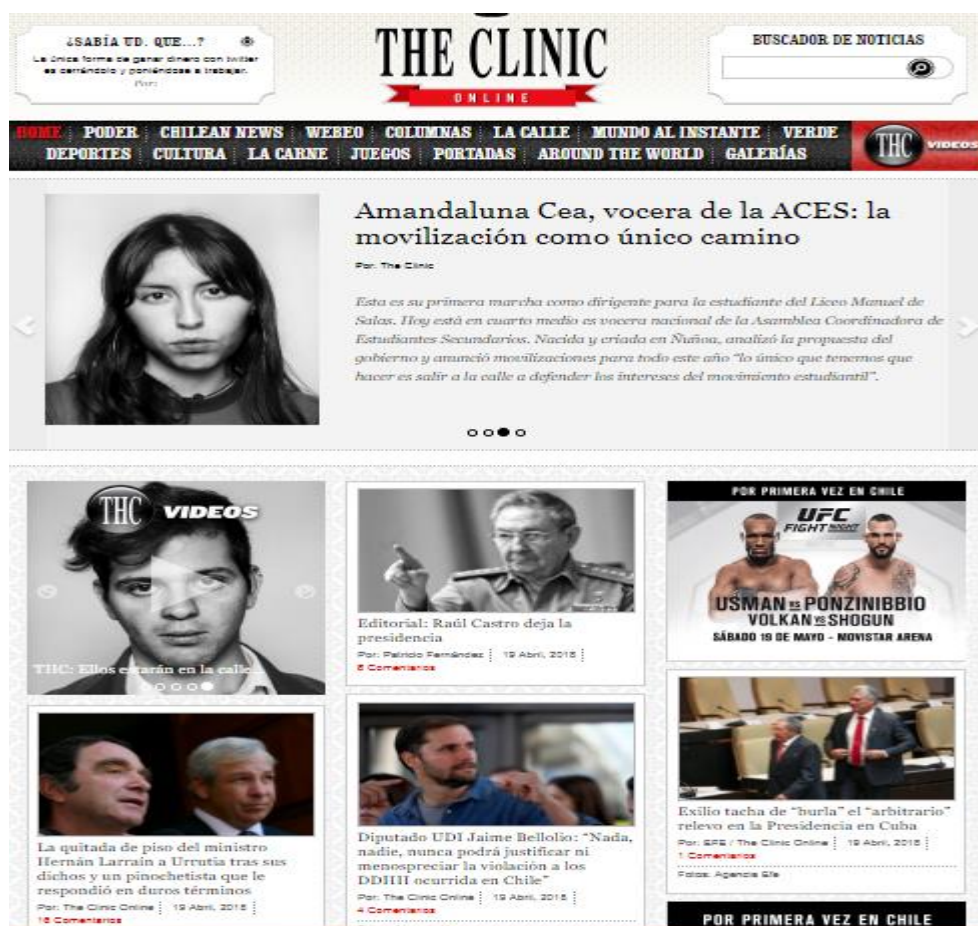 ¿SABÍA UD. QUE...?
La única forma de ganar dinero con twitter
es cerrándolo y poniéndose a trabajar.
Por:
THE CLINIC
ONLINE
BUSCADOR DE NOTICIAS
HOME PODER CHILEAN NEWS WEBEO COLUMNAS LA CALLE MUNDO AL INSTANTE VERDE
DEPORTES CULTURA LA CARNE JUEGOS PORTADAS AROUND THE WORLD GALERÍAS
THC VIDEOS
Amandaluna Cea, vocera de la ACES: la
movilización como único camino
Por: The Clinic
Esta es su primera marcha como dirigente para la estudiante del Liceo Manuel de
Salas. Hoy está en cuarto medio es vocera nacional de la Asamblea Coordinadora de
Estudiantes Secundarios. Nacida y criada en Ñuñoa, analizó la propuesta del
gobierno y anunció movilizaciones para todo este año “lo único que tenemos que
hacer es salir a la calle a defender los intereses del movimiento estudiantil”.
THC VIDEOS
THC: Ellos estarán en la calle
La quitada de piso del ministro
Hernán Larraín a Urrutia tras sus
dichos y un pinochetista que le
respondió en duros términos
Por: The Clinic Online 19 Abril, 2018
16 Comentarios
Editorial: Raúl Castro deja la
presidencia
Por: Patricio Fernández 19 Abril, 2018
8 Comentarios
Diputado UDI Jaime Bellolio: “Nada,
nadie, nunca podrá justificar ni
menospreciar la violación a los
DDHH ocurrida en Chile”
Por: The Clinic Online 19 Abril, 2018
4 Comentarios
POR PRIMERA VEZ EN CHILE
UFC
FIGHT NIGHT
USMAN VS PONZINIBBIO
VOLKAN VS SHOGUN
SÁBADO 19 DE MAYO - MOVISTAR ARENA
Exilio tacha de “burla” el “arbitrario”
relevo en la Presidencia en Cuba
Por: EFE / The Clinic Online 19 Abril, 2018
1 Comentarios
Fotos: Agencia Efe
POR PRIMERA VEZ EN CHILE